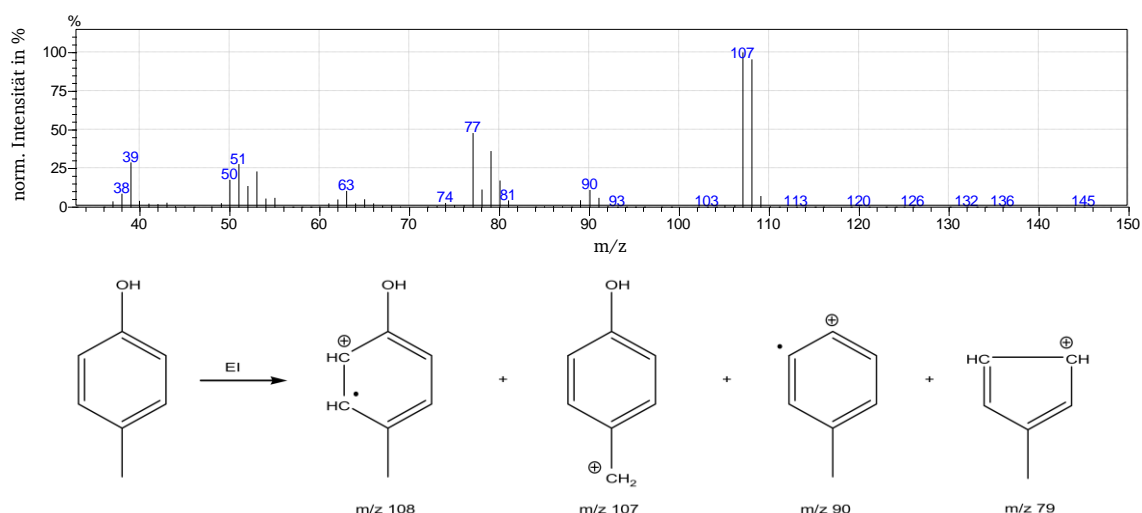 %
norm. Intensität in %
100
75
50
25
0
107
77
39
51
50
38
63
74
81
90
93
103
113
120
126
132
136
145
40 50 60 70 80 90 100 110 120 130 140 150
m/z
OH OH OH
EI
⊕ HC
HC •
+
⊕ CH₂
+
• ⊕
+
HC CH ⊕
m/z 108 m/z 107 m/z 90 m/z 79